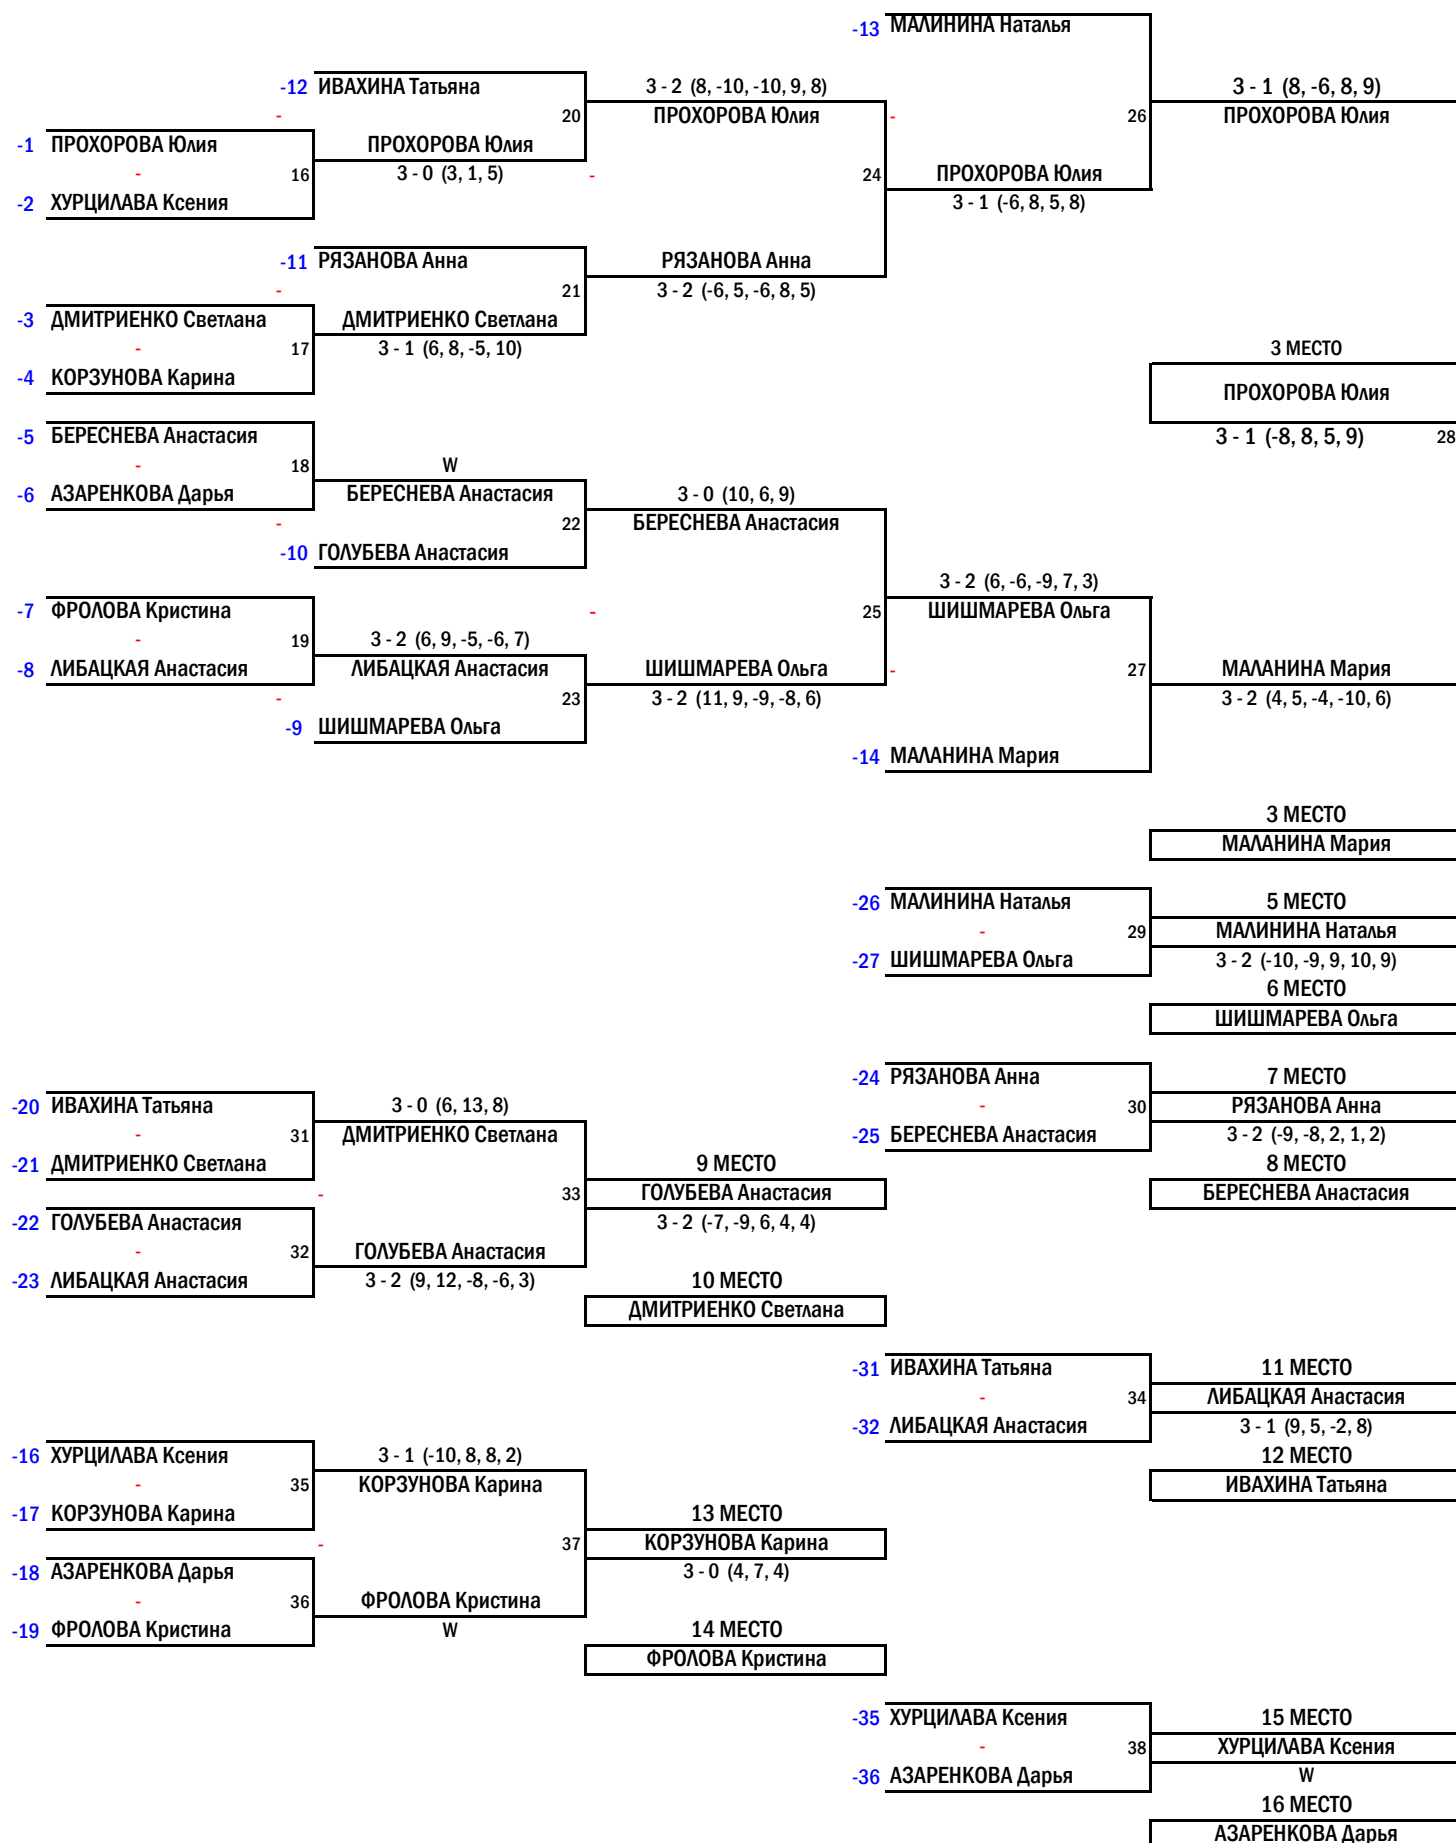 -13 МАЛИНИНА Наталья
-12 ИВАХИНА Татьяна 3 - 2 (8, -10, -10, 9, 8) 3 - 1 (8, -6, 8, 9)
- 20 ПРОХОРОВА Юлия - 26 ПРОХОРОВА Юлия
-1 ПРОХОРОВА Юлия ПРОХОРОВА Юлия
- 16 3 - 0 (3, 1, 5) - 24 ПРОХОРОВА Юлия
-2 ХУРЦИЛАВА Ксения 3 - 1 (-6, 8, 5, 8)
-11 РЯЗАНОВА Анна РЯЗАНОВА Анна
- 21 3 - 2 (-6, 5, -6, 8, 5)
-3 ДМИТРИЕНКО Светлана ДМИТРИЕНКО Светлана
- 17 3 - 1 (6, 8, -5, 10) 3 МЕСТО
-4 КОРЗУНОВА Карина
ПРОХОРОВА Юлия
-5 БЕРЕСНЕВА Анастасия 3 - 1 (-8, 8, 5, 9) 28
- 18 W
-6 АЗАРЕНКОВА Дарья БЕРЕСНЕВА Анастасия 3 - 0 (10, 6, 9)
- 22 БЕРЕСНЕВА Анастасия
-10 ГОЛУБЕВА Анастасия
3 - 2 (6, -6, -9, 7, 3)
-7 ФРОЛОВА Кристина - 25 ШИШМАРЕВА Ольга
- 19 3 - 2 (6, 9, -5, -6, 7)
-8 ЛИБАЦКАЯ Анастасия ЛИБАЦКАЯ Анастасия ШИШМАРЕВА Ольга - 27 МАЛАНИНА Мария
- 23 3 - 2 (11, 9, -9, -8, 6) 3 - 2 (4, 5, -4, -10, 6)
-9 ШИШМАРЕВА Ольга
-14 МАЛАНИНА Мария
3 МЕСТО
МАЛАНИНА Мария
-26 МАЛИНИНА Наталья 5 МЕСТО
- 29 МАЛИНИНА Наталья
-27 ШИШМАРЕВА Ольга 3 - 2 (-10, -9, 9, 10, 9)
6 МЕСТО
ШИШМАРЕВА Ольга
-24 РЯЗАНОВА Анна 7 МЕСТО
-20 ИВАХИНА Татьяна 3 - 0 (6, 13, 8) - 30 РЯЗАНОВА Анна
- 31 ДМИТРИЕНКО Светлана -25 БЕРЕСНЕВА Анастасия 3 - 2 (-9, -8, 2, 1, 2)
-21 ДМИТРИЕНКО Светлана 9 МЕСТО 8 МЕСТО
- 33 ГОЛУБЕВА Анастасия БЕРЕСНЕВА Анастасия
-22 ГОЛУБЕВА Анастасия 3 - 2 (-7, -9, 6, 4, 4)
- 32 ГОЛУБЕВА Анастасия
-23 ЛИБАЦКАЯ Анастасия 3 - 2 (9, 12, -8, -6, 3) 10 МЕСТО
ДМИТРИЕНКО Светлана
-31 ИВАХИНА Татьяна 11 МЕСТО
- 34 ЛИБАЦКАЯ Анастасия
-32 ЛИБАЦКАЯ Анастасия 3 - 1 (9, 5, -2, 8)
-16 ХУРЦИЛАВА Ксения 3 - 1 (-10, 8, 8, 2) 12 МЕСТО
- 35 КОРЗУНОВА Карина ИВАХИНА Татьяна
-17 КОРЗУНОВА Карина 13 МЕСТО
- 37 КОРЗУНОВА Карина
-18 АЗАРЕНКОВА Дарья 3 - 0 (4, 7, 4)
- 36 ФРОЛОВА Кристина
-19 ФРОЛОВА Кристина W 14 МЕСТО
ФРОЛОВА Кристина
-35 ХУРЦИЛАВА Ксения 15 МЕСТО
- 38 ХУРЦИЛАВА Ксения
-36 АЗАРЕНКОВА Дарья W
16 МЕСТО
АЗАРЕНКОВА Дарья